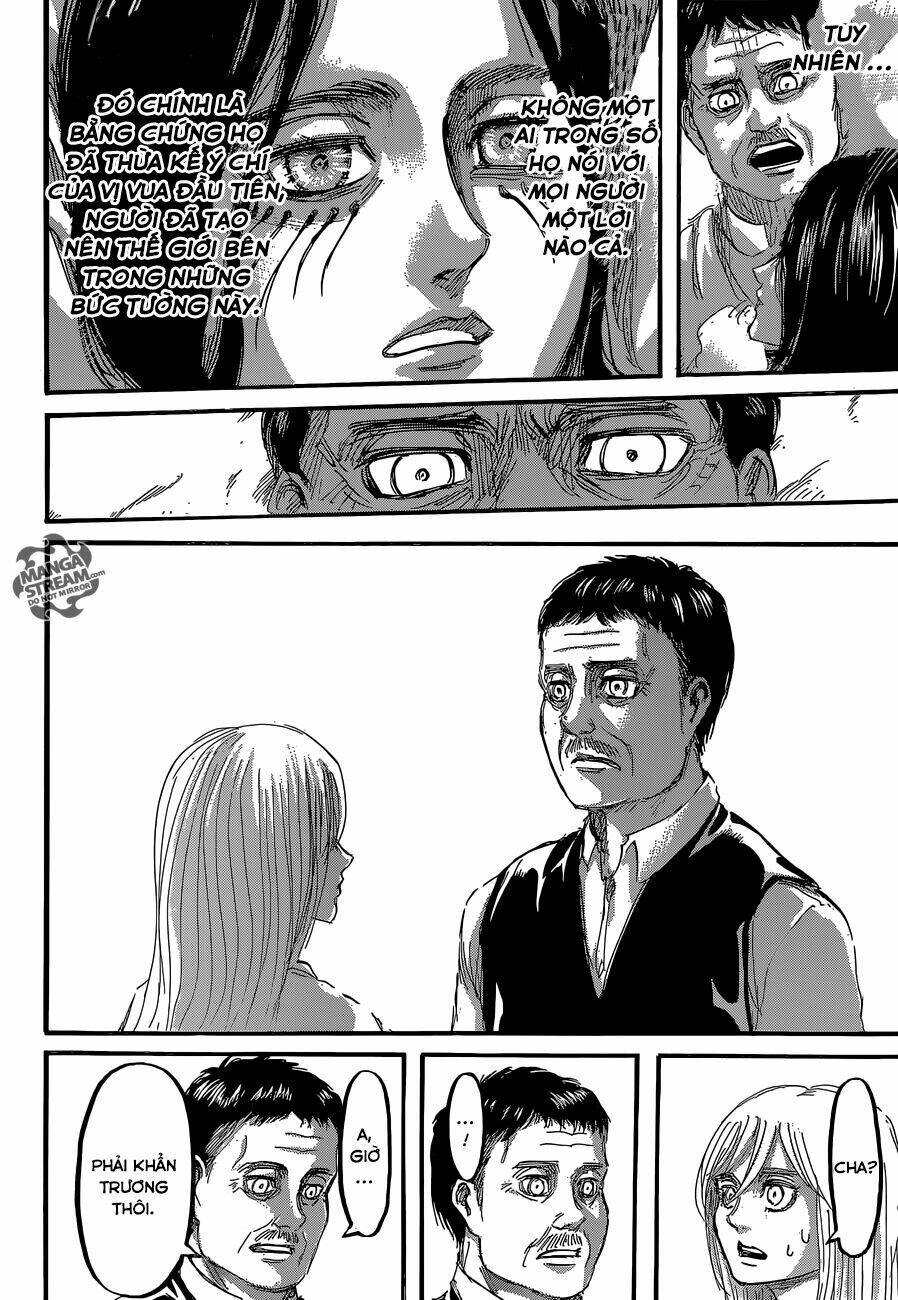 TUY
NHIÊN ...
KHÔNG MỘT
AI TRONG SỐ
HỌ NÓI VỚI
MỌI NGƯỜI
MỘT LỜI
NÀO CẢ.
ĐÓ CHÍNH LÀ
BẰNG CHỨNG HỌ
ĐÃ THỪA KẾ Ý CHÍ
CỦA VỊ VUA ĐẦU TIÊN,
NGƯỜI ĐÃ TẠO
NÊN THẾ GIỚI BÊN
TRONG NHỮNG
BỨC TƯỜNG NÀY.
MANGA
STREAM.com
DO NOT MIRROR
CHA?
...
!
A,
GIỜ
...
PHẢI KHẨN
TRƯƠNG
THÔI.